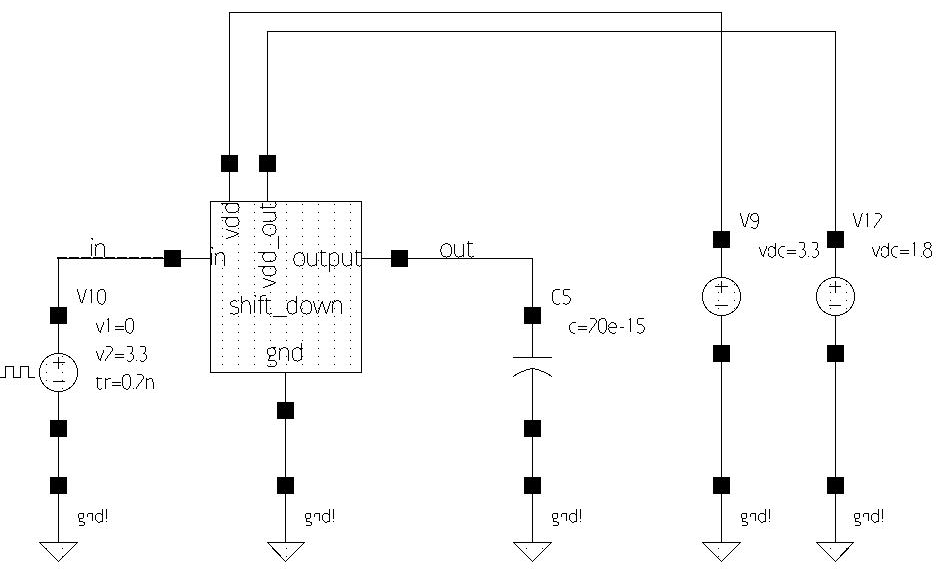 in
V10
v1=0
v2=3.3
tr=0.2n
gnd!
vdd
vdd_out
in
output
shift_down
gnd
gnd!
out
C5
c=20e-15
gnd!
V9
vdc=3.3
gnd!
V12
vdc=1.8
gnd!